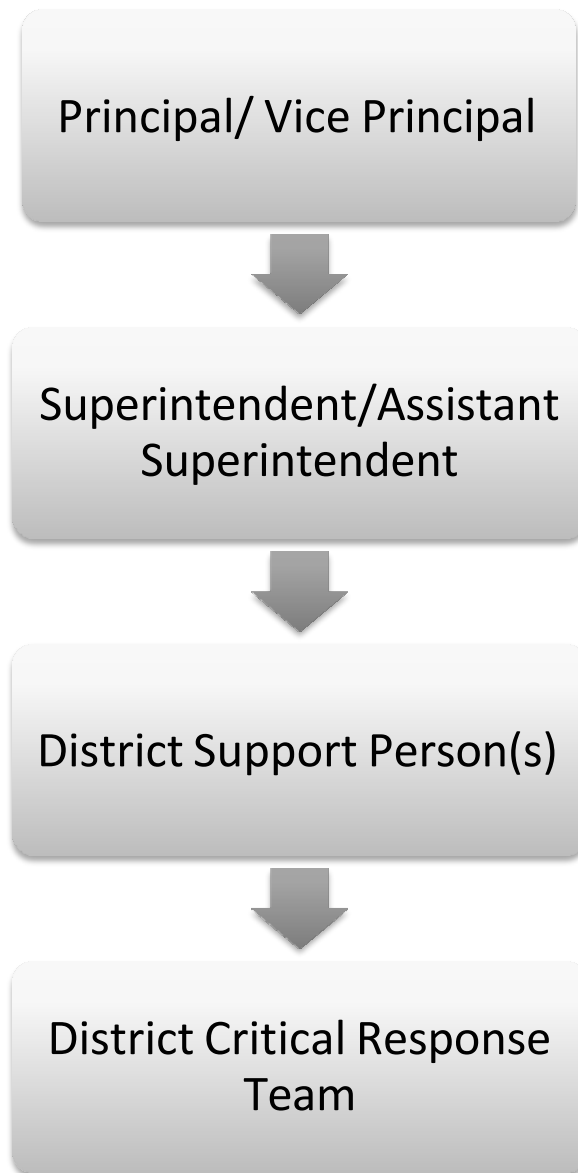 Principal/ Vice Principal
Superintendent/Assistant
Superintendent
District Support Person(s)
District Critical Response
Team